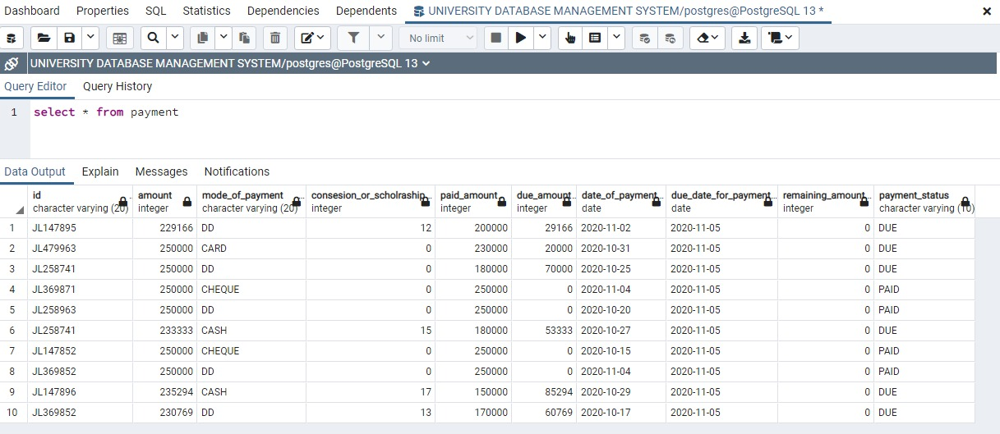 Dashboard Properties SQL Statistics Dependencies Dependents UNIVERSITY DATABASE MANAGEMENT SYSTEM/postgres@PostgreSQL 13 *
No limit
UNIVERSITY DATABASE MANAGEMENT SYSTEM/postgres@PostgreSQL 13
Query Editor Query History
1 select * from payment
Data Output Explain Messages Notifications
id amount mode_of_payment consesion_or_scholraship... paid_amount due_amount date_of_payment due_date_for_payment... remaining_amount payment_status
character varying (20) integer character varying (20) integer integer integer date date integer character varying (10)
1 JL147895 229166 DD 12 200000 29166 2020-11-02 2020-11-05 0 DUE
2 JL479963 250000 CARD 0 230000 20000 2020-10-31 2020-11-05 0 DUE
3 JL258741 250000 DD 0 180000 70000 2020-10-25 2020-11-05 0 DUE
4 JL369871 250000 CHEQUE 0 250000 0 2020-11-04 2020-11-05 0 PAID
5 JL258963 250000 DD 0 250000 0 2020-10-20 2020-11-05 0 PAID
6 JL258741 233333 CASH 15 180000 53333 2020-10-27 2020-11-05 0 DUE
7 JL147852 250000 CHEQUE 0 250000 0 2020-10-15 2020-11-05 0 PAID
8 JL369852 250000 DD 0 250000 0 2020-11-04 2020-11-05 0 PAID
9 JL147896 235294 CASH 17 150000 85294 2020-10-29 2020-11-05 0 DUE
10 JL369852 230769 DD 13 170000 60769 2020-10-17 2020-11-05 0 DUE